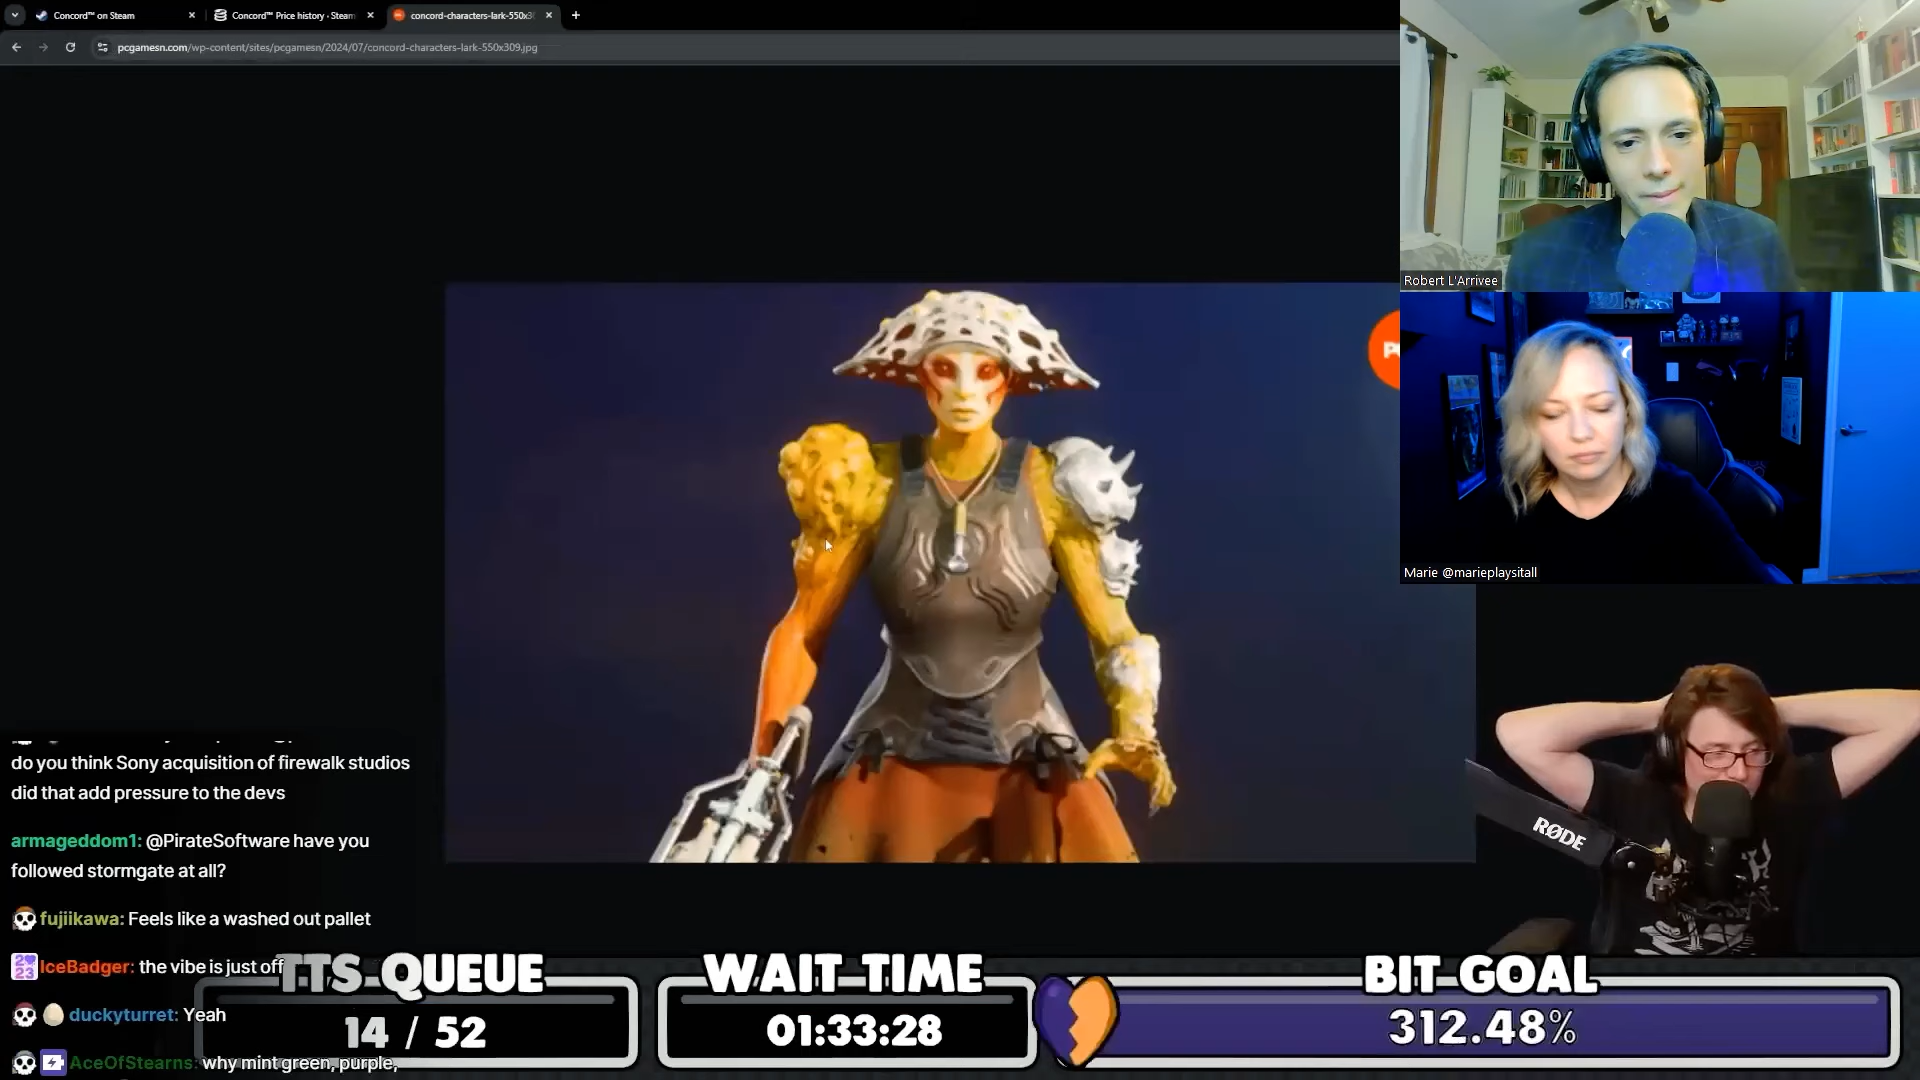 Concord™ on Steam
Concord™ Price history · Steam
concord-characters-lark-550x3
pcgamesn.com/wp-content/sites/pcgamesn/2024/07/concord-characters-lark-550x309.jpg
Robert L'Arrivee
Marie @marieplaysitall
RØDE
do you think Sony acquisition of firewalk studios
did that add pressure to the devs
armageddom1: @PirateSoftware have you
followed stormgate at all?
fujiikawa: Feels like a washed out pallet
IceBadger: the vibe is just off
duckyturret: Yeah
AceOfStearns: why mint green, purple,
TTS QUEUE
14 / 52
WAIT TIME
01:33:28
BIT GOAL
312.48%